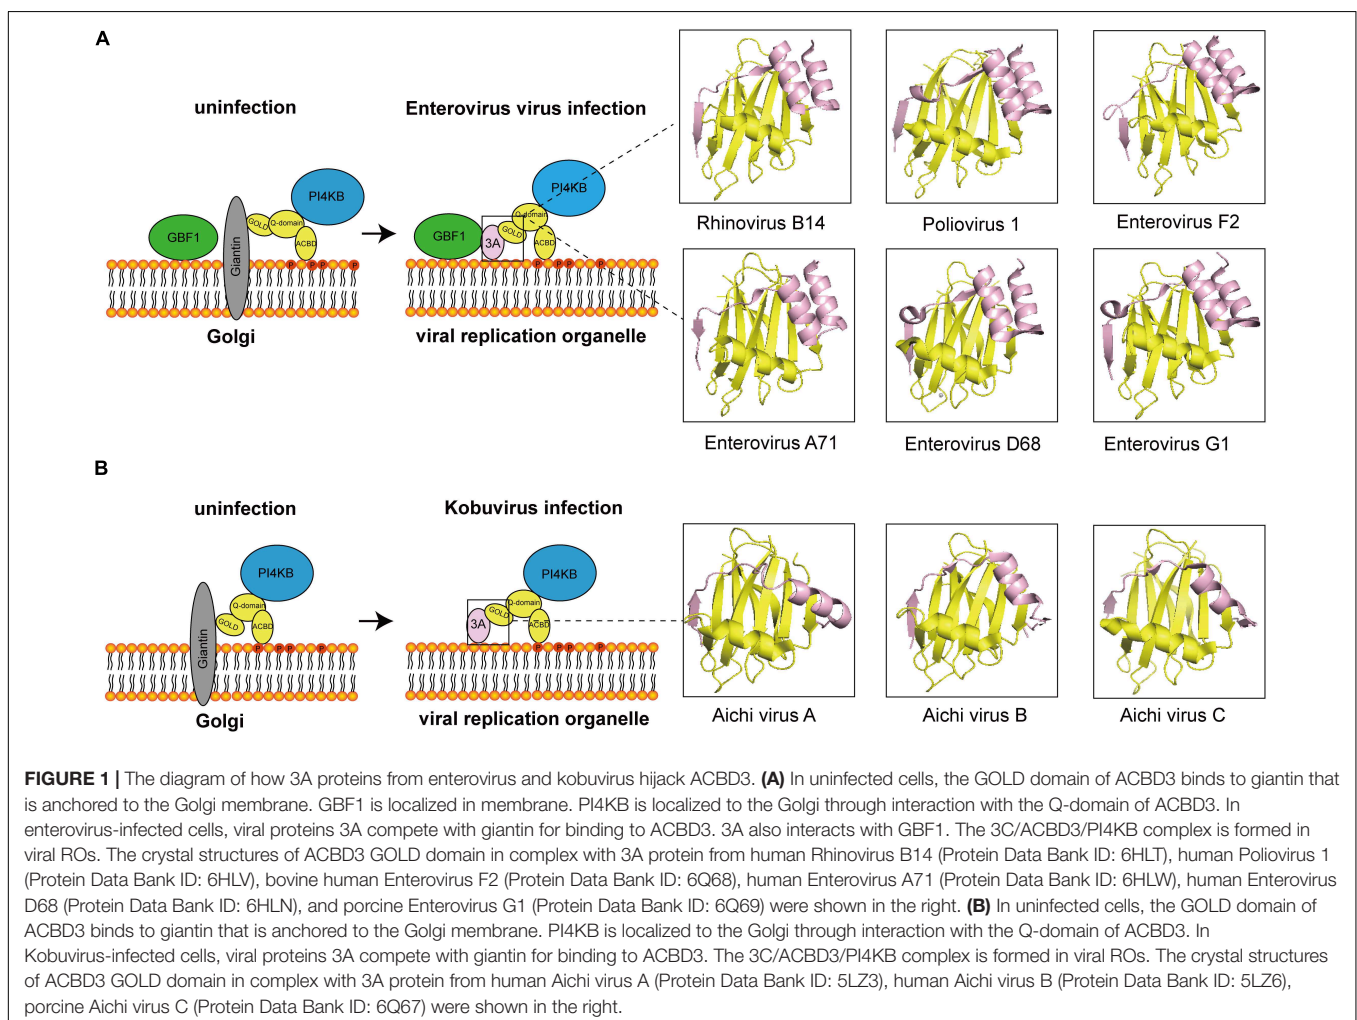 A
uninfection
Enterovirus virus infection
PI4KB
GOLD
Q-domain
ACBD
GBF1
Giantin
P P P P
Golgi
PI4KB
Q-domain
GOLD
ACBD
GBF1
3A
P P P P
viral replication organelle
Rhinovirus B14
Poliovirus 1
Enterovirus F2
Enterovirus A71
Enterovirus D68
Enterovirus G1
B
uninfection
Kobuvirus infection
PI4KB
Q-domain
GOLD
ACBD
Giantin
P P P P
Golgi
PI4KB
Q-domain
GOLD
ACBD
3A
P P P P
viral replication organelle
Aichi virus A
Aichi virus B
Aichi virus C
FIGURE 1 | The diagram of how 3A proteins from enterovirus and kobuvirus hijack ACBD3. (A) In uninfected cells, the GOLD domain of ACBD3 binds to giantin that
is anchored to the Golgi membrane. GBF1 is localized in membrane. PI4KB is localized to the Golgi through interaction with the Q-domain of ACBD3. In
enterovirus-infected cells, viral proteins 3A compete with giantin for binding to ACBD3. 3A also interacts with GBF1. The 3C/ACBD3/PI4KB complex is formed in
viral ROs. The crystal structures of ACBD3 GOLD domain in complex with 3A protein from human Rhinovirus B14 (Protein Data Bank ID: 6HLT), human Poliovirus 1
(Protein Data Bank ID: 6HLV), bovine human Enterovirus F2 (Protein Data Bank ID: 6Q68), human Enterovirus A71 (Protein Data Bank ID: 6HLW), human Enterovirus
D68 (Protein Data Bank ID: 6HLN), and porcine Enterovirus G1 (Protein Data Bank ID: 6Q69) were shown in the right. (B) In uninfected cells, the GOLD domain of
ACBD3 binds to giantin that is anchored to the Golgi membrane. PI4KB is localized to the Golgi through interaction with the Q-domain of ACBD3. In
Kobuvirus-infected cells, viral proteins 3A compete with giantin for binding to ACBD3. The 3C/ACBD3/PI4KB complex is formed in viral ROs. The crystal structures
of ACBD3 GOLD domain in complex with 3A protein from human Aichi virus A (Protein Data Bank ID: 5LZ3), human Aichi virus B (Protein Data Bank ID: 5LZ6),
porcine Aichi virus C (Protein Data Bank ID: 6Q67) were shown in the right.